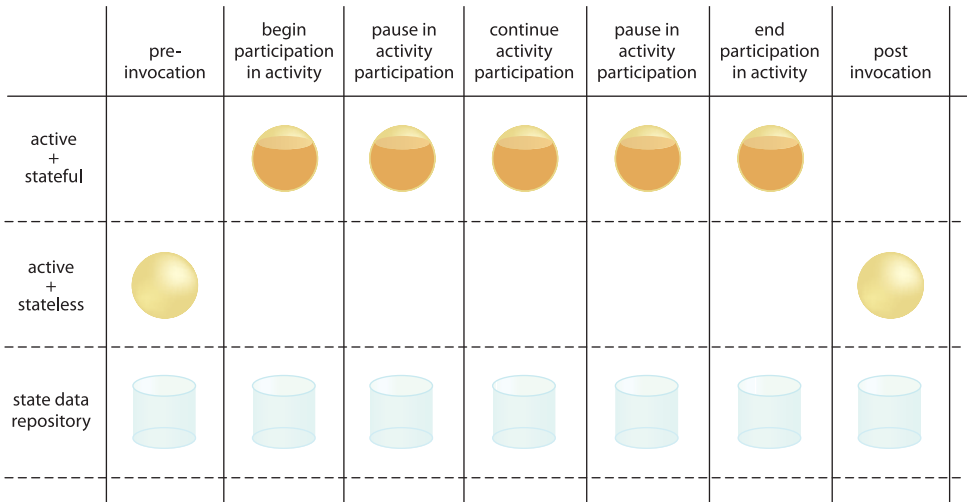 pre-
invocation
begin
participation
in activity
pause in
activity
participation
continue
activity
participation
pause in
activity
participation
end
participation
in activity
post
invocation
active
+
stateful
active
+
stateless
state data
repository